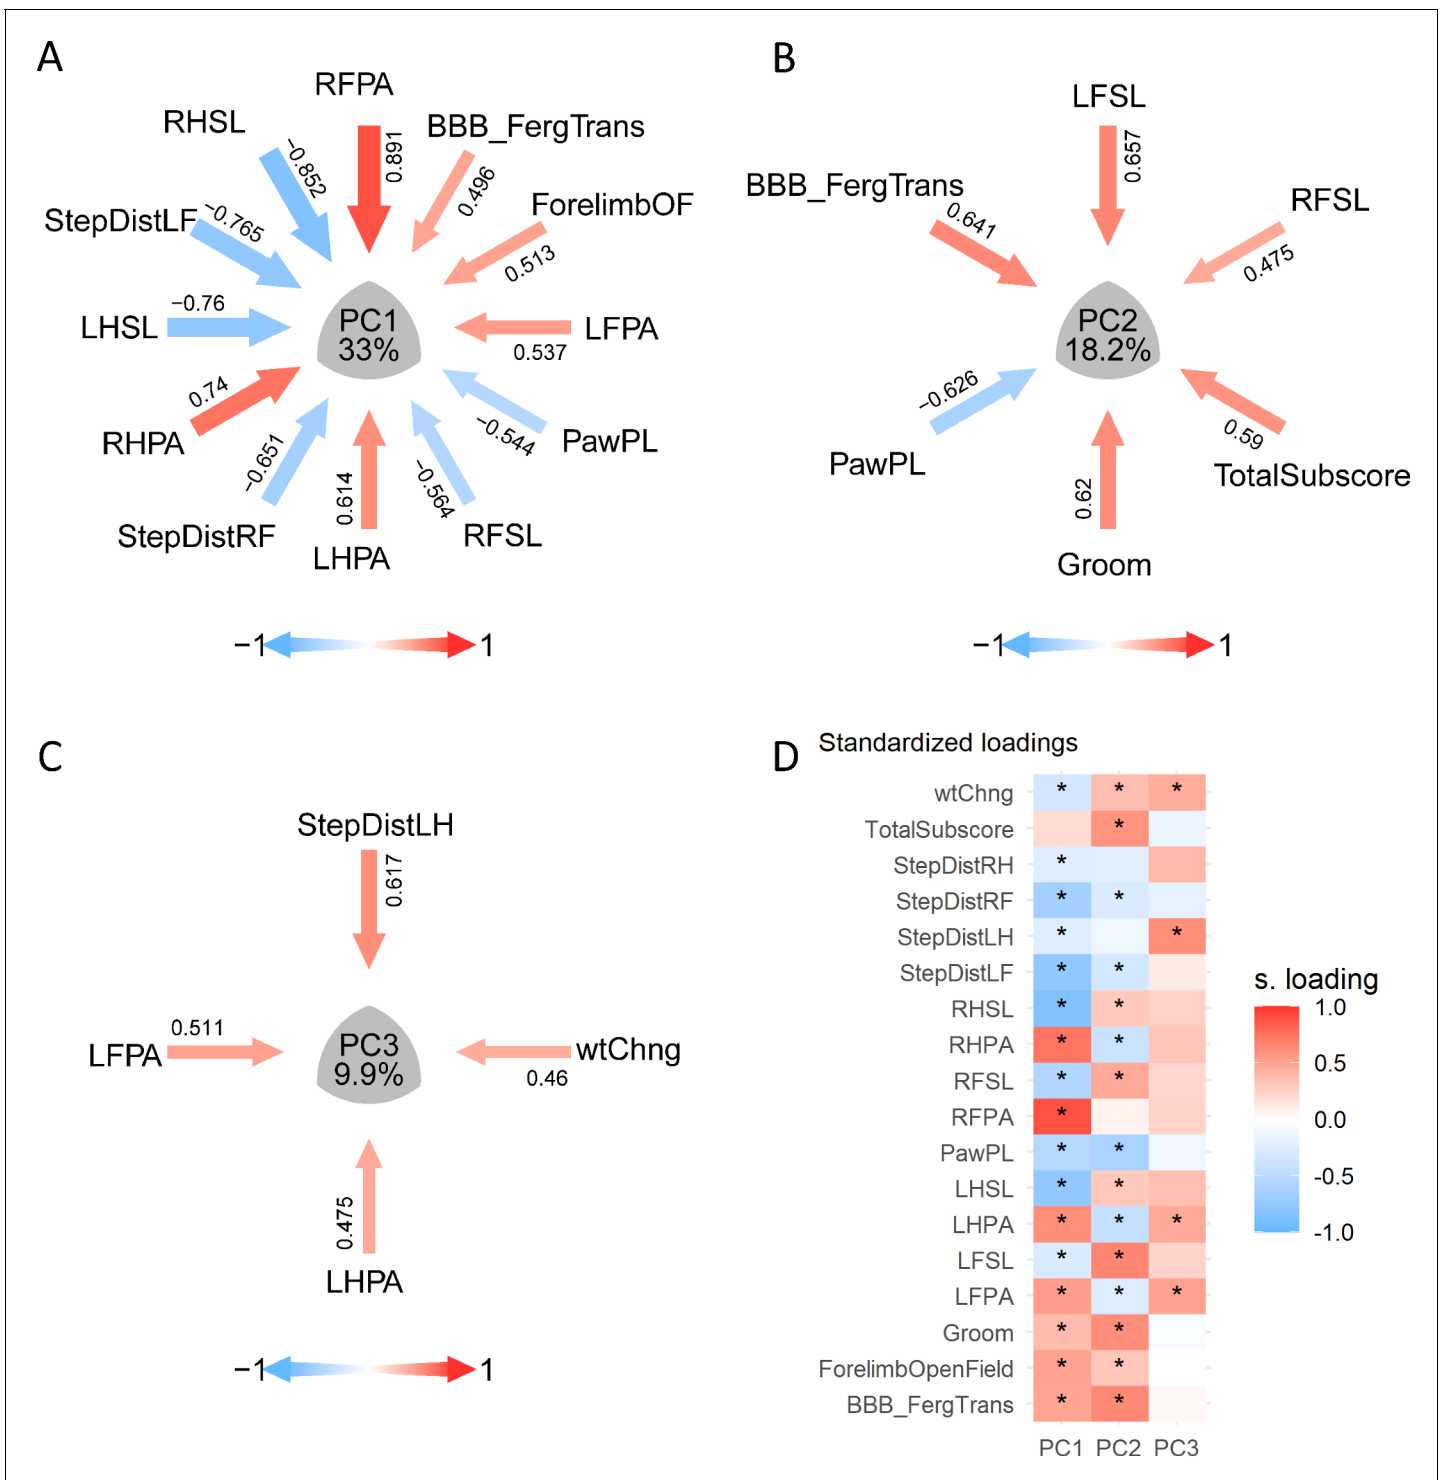 A
RFPA
0.891
RHSL
−0.852
BBB_FergTrans
0.496
StepDistLF
−0.765
ForelimbOF
0.513
LHSL
−0.76
PC1
33%
LFPA
0.537
RHPA
0.74
PawPL
−0.544
StepDistRF
−0.651
LHPA
0.614
RFSL
−0.564
−1
1
B
LFSL
0.657
BBB_FergTrans
0.641
RFSL
0.475
PC2
18.2%
PawPL
−0.626
TotalSubscore
0.59
Groom
0.62
−1
1
C
StepDistLH
0.617
LFPA
0.511
PC3
9.9%
wtChng
0.46
LHPA
0.475
−1
1
D
Standardized loadings
wtChng * * *
TotalSubscore *
StepDistRH *
StepDistRF * *
StepDistLH * *
StepDistLF * *
RHSL * *
RHPA * *
RFSL * *
RFPA *
PawPL * *
LHSL * *
LHPA * * *
LFSL * *
LFPA * * *
Groom * *
ForelimbOpenField * *
BBB_FergTrans * *
PC1 PC2 PC3
s. loading
1.0
0.5
0.0
-0.5
-1.0